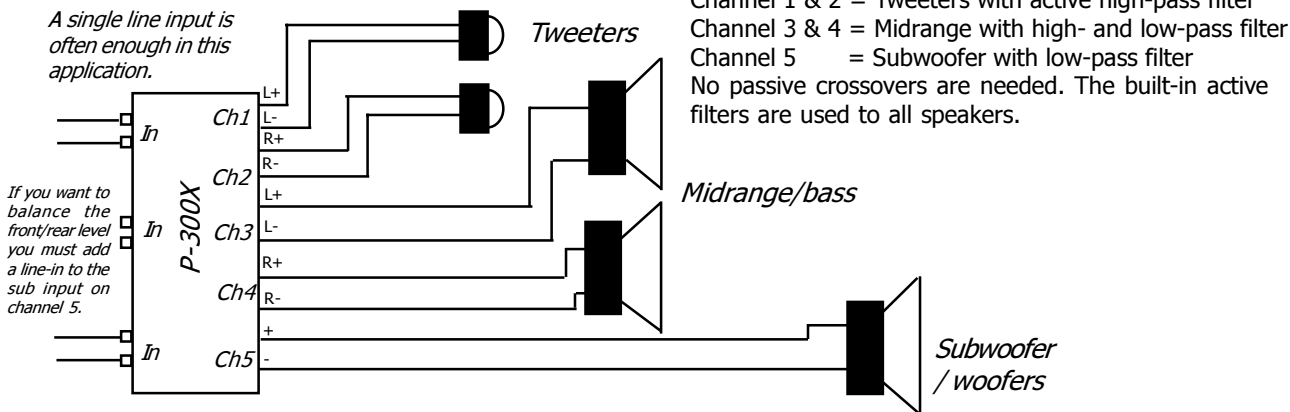 A single line input is
often enough in this
application.
Tweeters
Channel 1 & 2 = Tweeters with active high-pass filter
Channel 3 & 4 = Midrange with high- and low-pass filter
Channel 5 = Subwoofer with low-pass filter
No passive crossovers are needed. The built-in active
filters are used to all speakers.
In
In
In
P-300X
Ch1
Ch2
Ch3
Ch4
Ch5
L+
L-
R+
R-
L+
L-
R+
R-
+
-
If you want to
balance the
front/rear level
you must add
a line-in to the
sub input on
channel 5.
Midrange/bass
Subwoofer
/ woofers